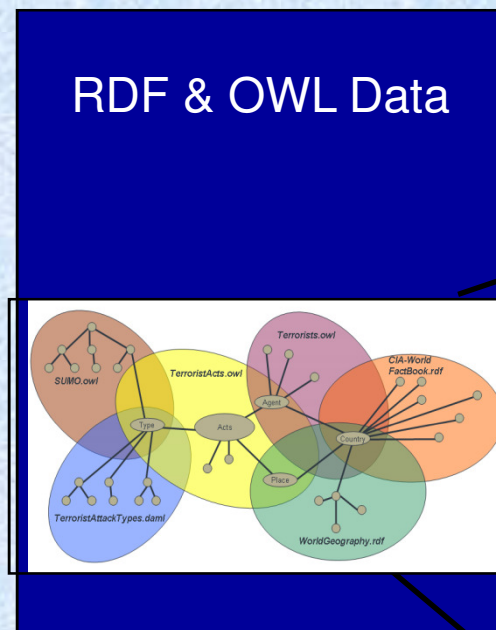 RDF & OWL Data
Terrorists.owl
CIA-World
FactBook.rdf
TerroristActs.owl
SUMO.owl
Agent
Type
Acts
Country
Place
TerroristAttackTypes.daml
WorldGeography.rdf